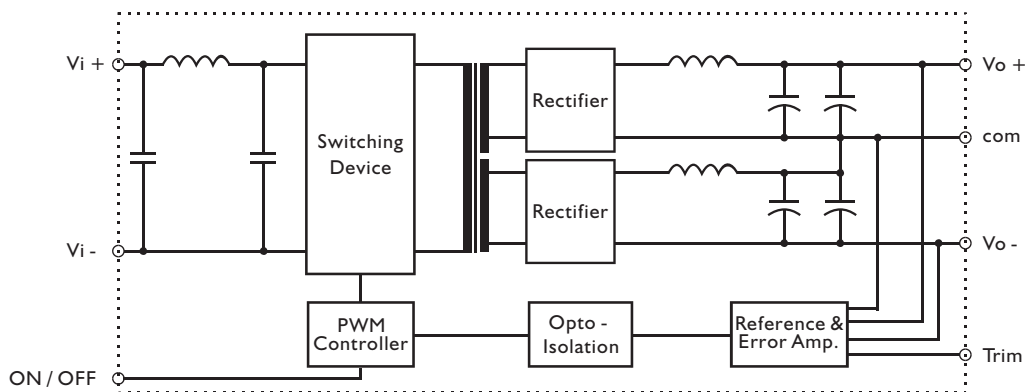 Vi +
Vi -
ON / OFF
Switching
Device
PWM
Controller
Rectifier
Rectifier
Opto -
Isolation
Reference &
Error Amp.
Vo +
com
Vo -
Trim